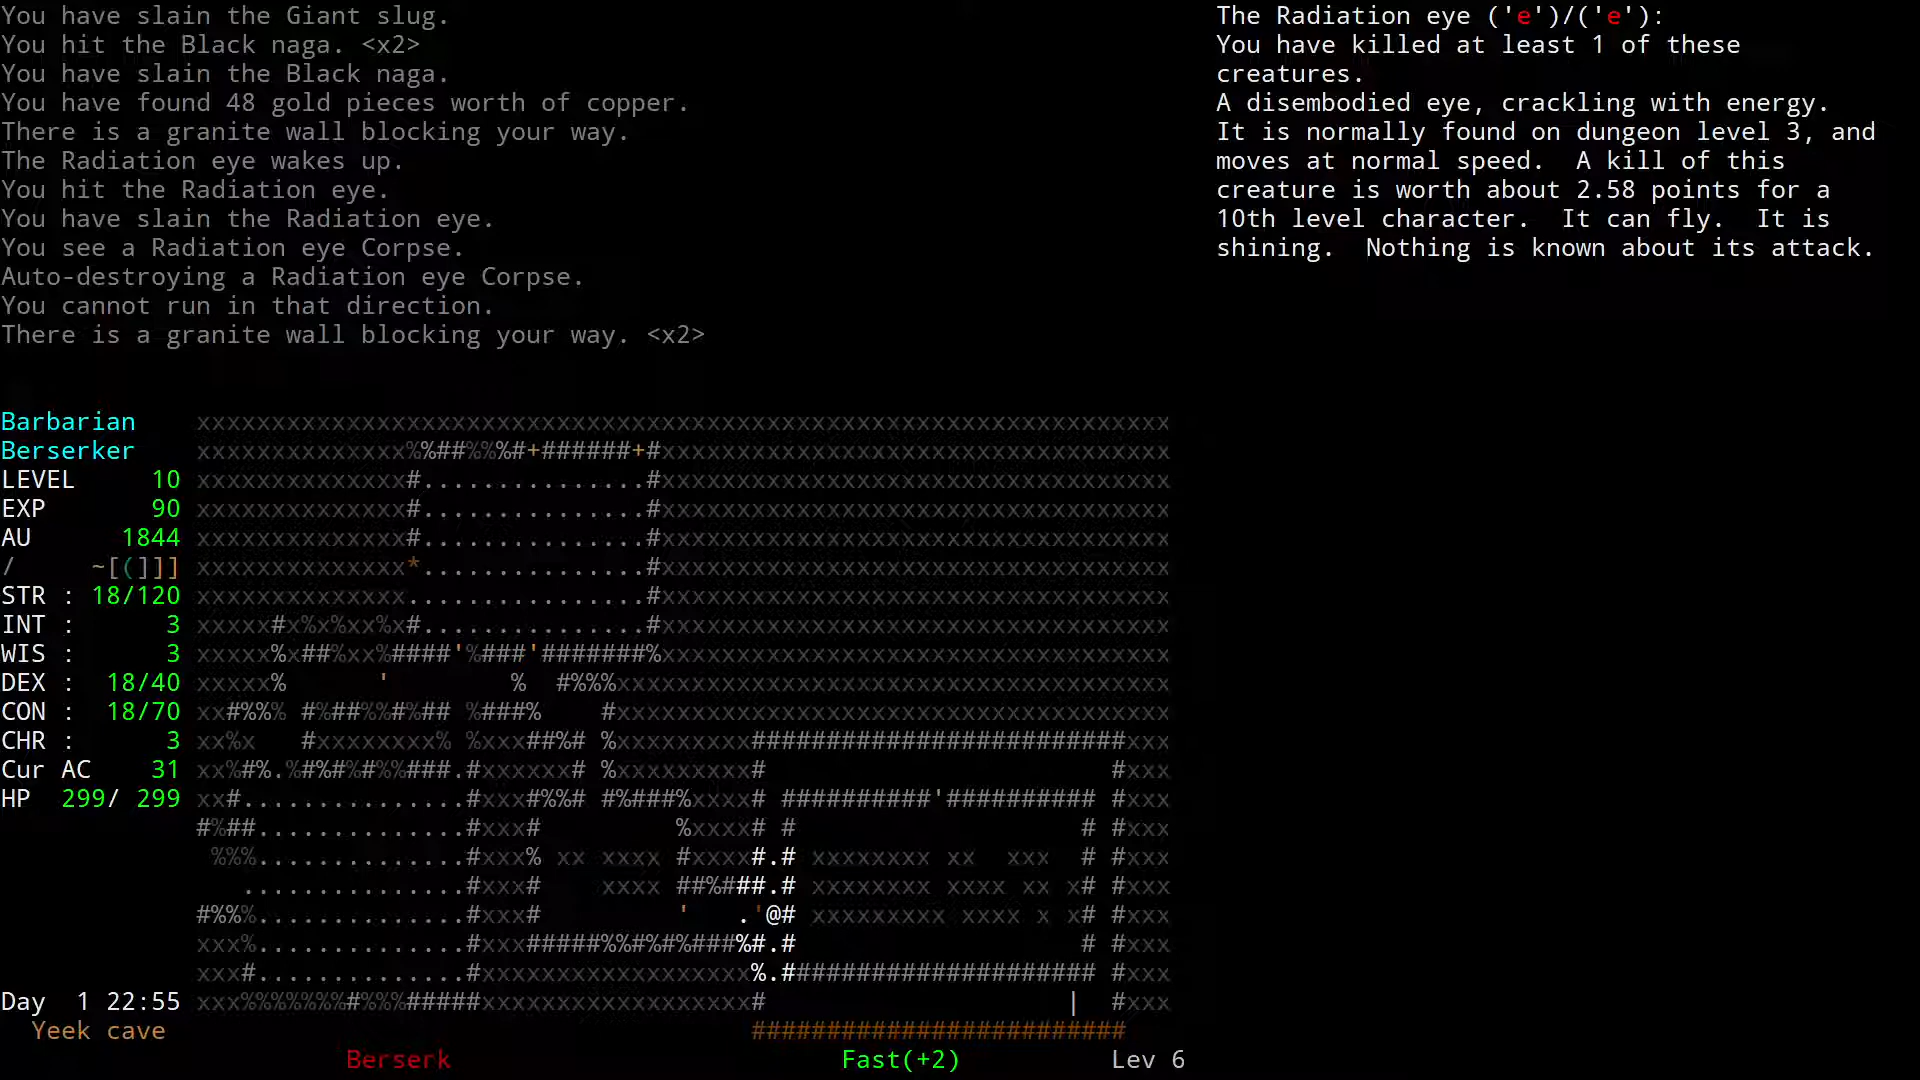 You have slain the Giant slug.
You hit the Black naga. <x2>
You have slain the Black naga.
You have found 48 gold pieces worth of copper.
There is a granite wall blocking your way.
The Radiation eye wakes up.
You hit the Radiation eye.
You have slain the Radiation eye.
You see a Radiation eye Corpse.
Auto-destroying a Radiation eye Corpse.
You cannot run in that direction.
There is a granite wall blocking your way. <x2>
The Radiation eye ('e')/('e'):
You have killed at least 1 of these
creatures.
A disembodied eye, crackling with energy.
It is normally found on dungeon level 3, and
moves at normal speed.  A kill of this
creature is worth about 2.58 points for a
10th level character.  It can fly.  It is
shining.  Nothing is known about its attack.
Barbarian
Berserker
LEVEL 10
EXP 90
AU 1844
/ ~[(]]]
STR : 18/120
INT : 3
WIS : 3
DEX : 18/40
CON : 18/70
CHR : 3
Cur AC 31
HP 299/ 299
Day 1 22:55
Yeek cave
Berserk
Fast(+2)
Lev 6